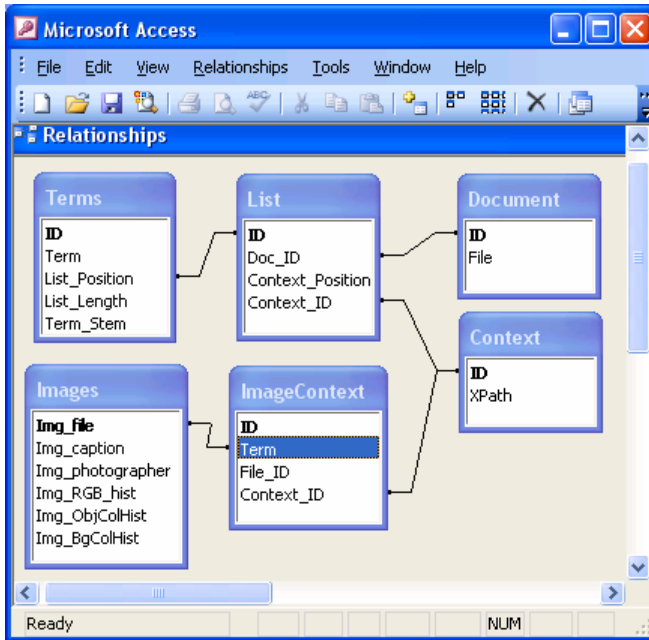 Microsoft Access
File Edit View Relationships Tools Window Help
ABC
Relationships
Terms
ID
Term
List_Position
List_Length
Term_Stem
List
ID
Doc_ID
Context_Position
Context_ID
Document
ID
File
Context
ID
XPath
Images
Img_file
Img_caption
Img_photographer
Img_RGB_hist
Img_ObjColHist
Img_BgColHist
ImageContext
ID
Term
File_ID
Context_ID
Ready NUM